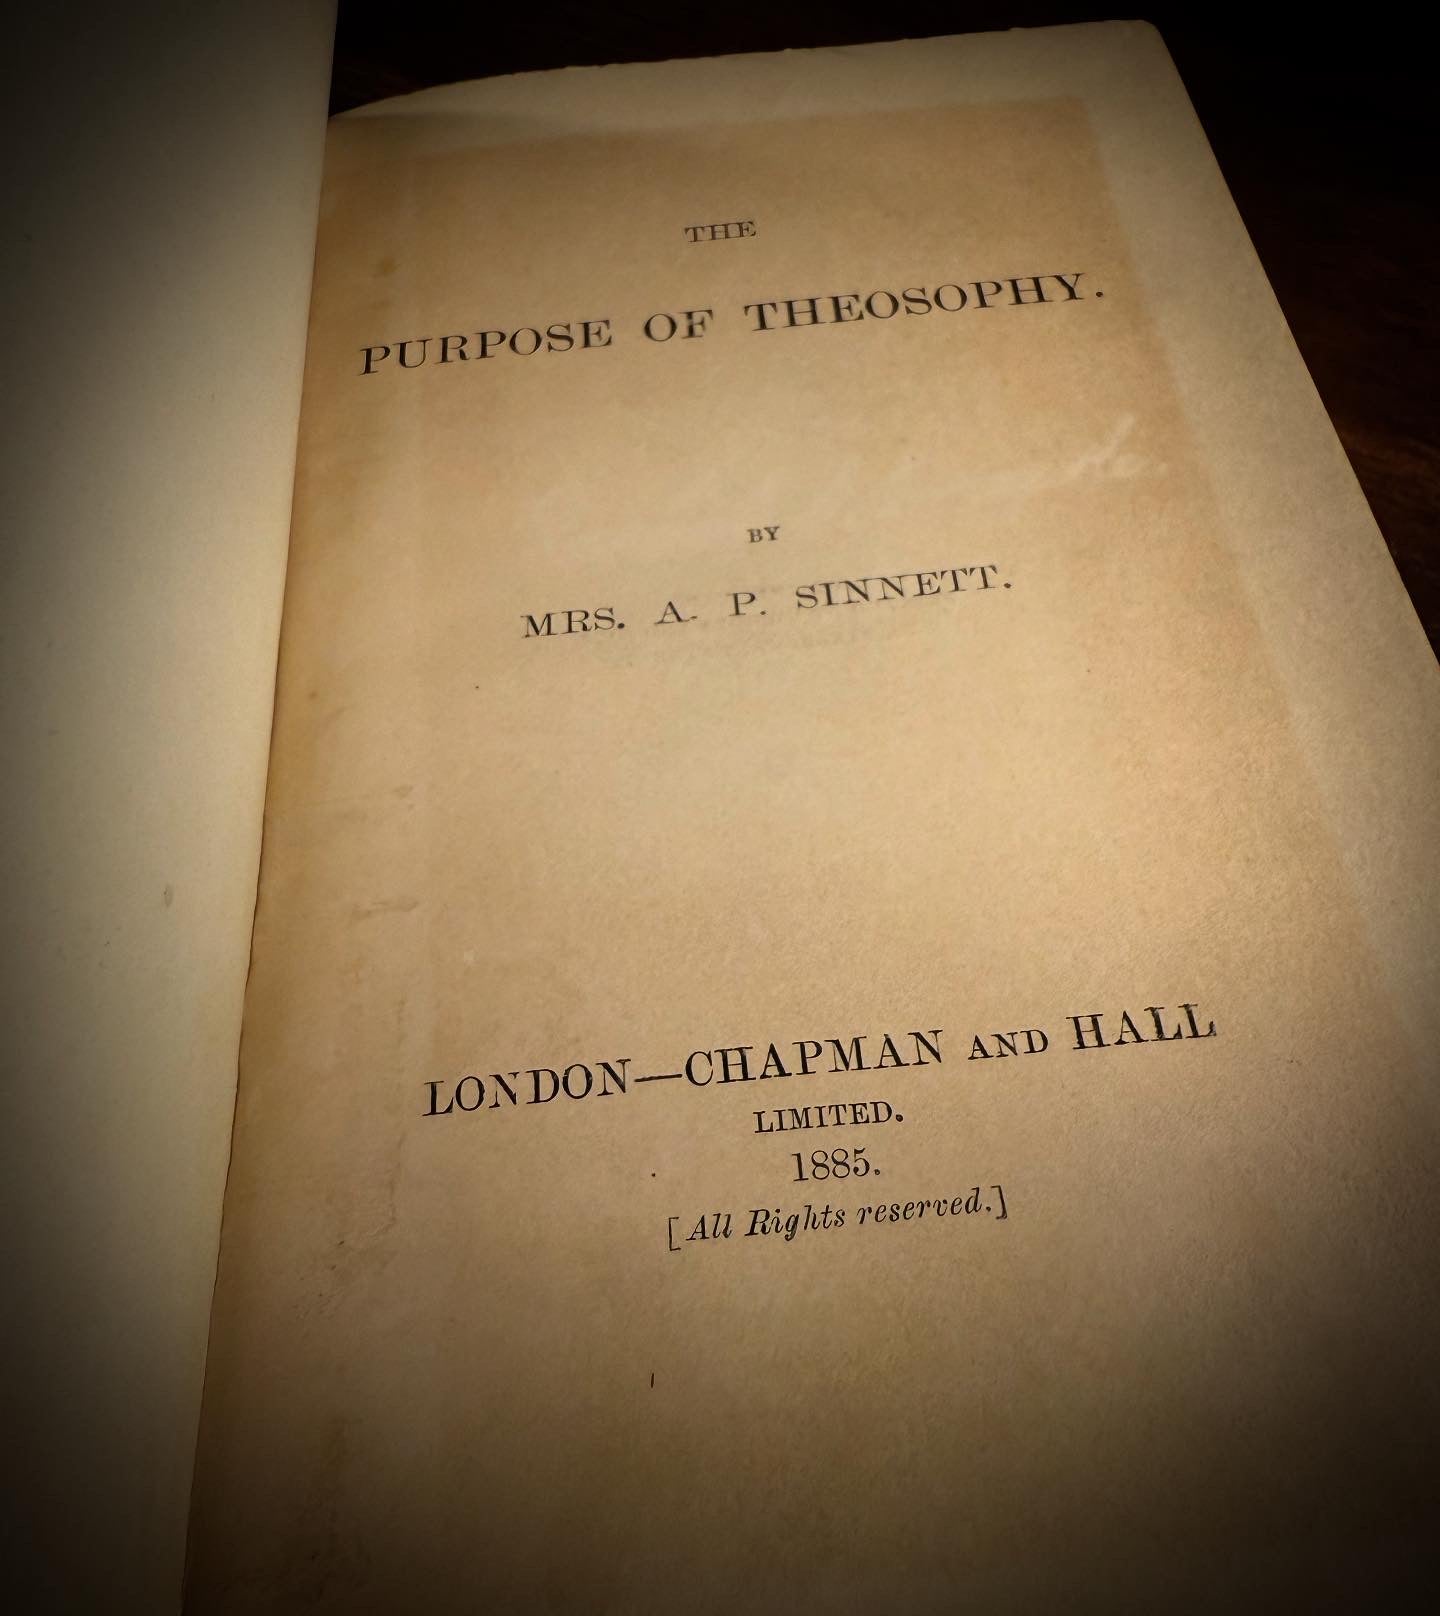 THE
PURPOSE OF THEOSOPHY.
BY
MRS. A. P. SINNETT.
LONDON—CHAPMAN AND HALL
LIMITED.
1885.
[All Rights reserved.]